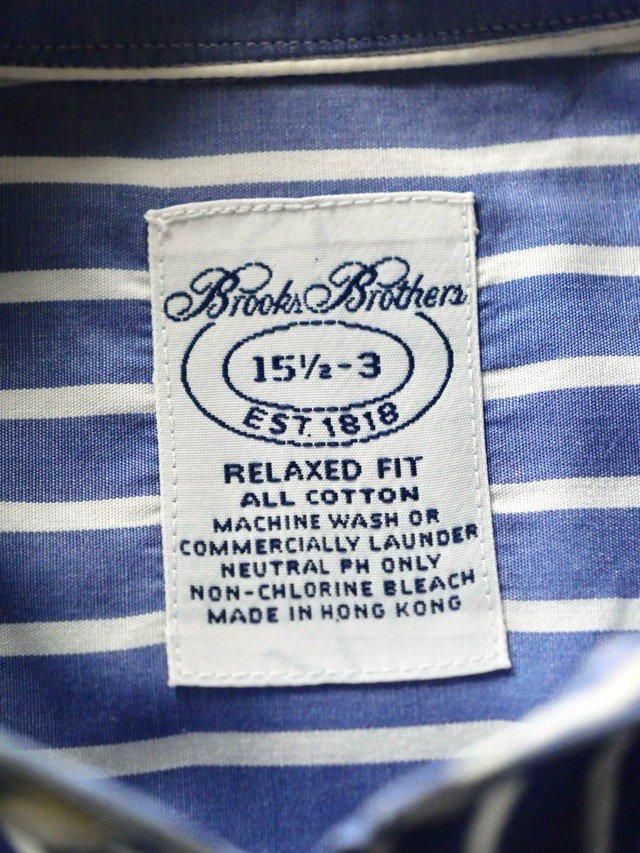 Brooks Brothers
15½-3
EST. 1818
RELAXED FIT
ALL COTTON
MACHINE WASH OR
COMMERCIALLY LAUNDER
NEUTRAL PH ONLY
NON-CHLORINE BLEACH
MADE IN HONG KONG